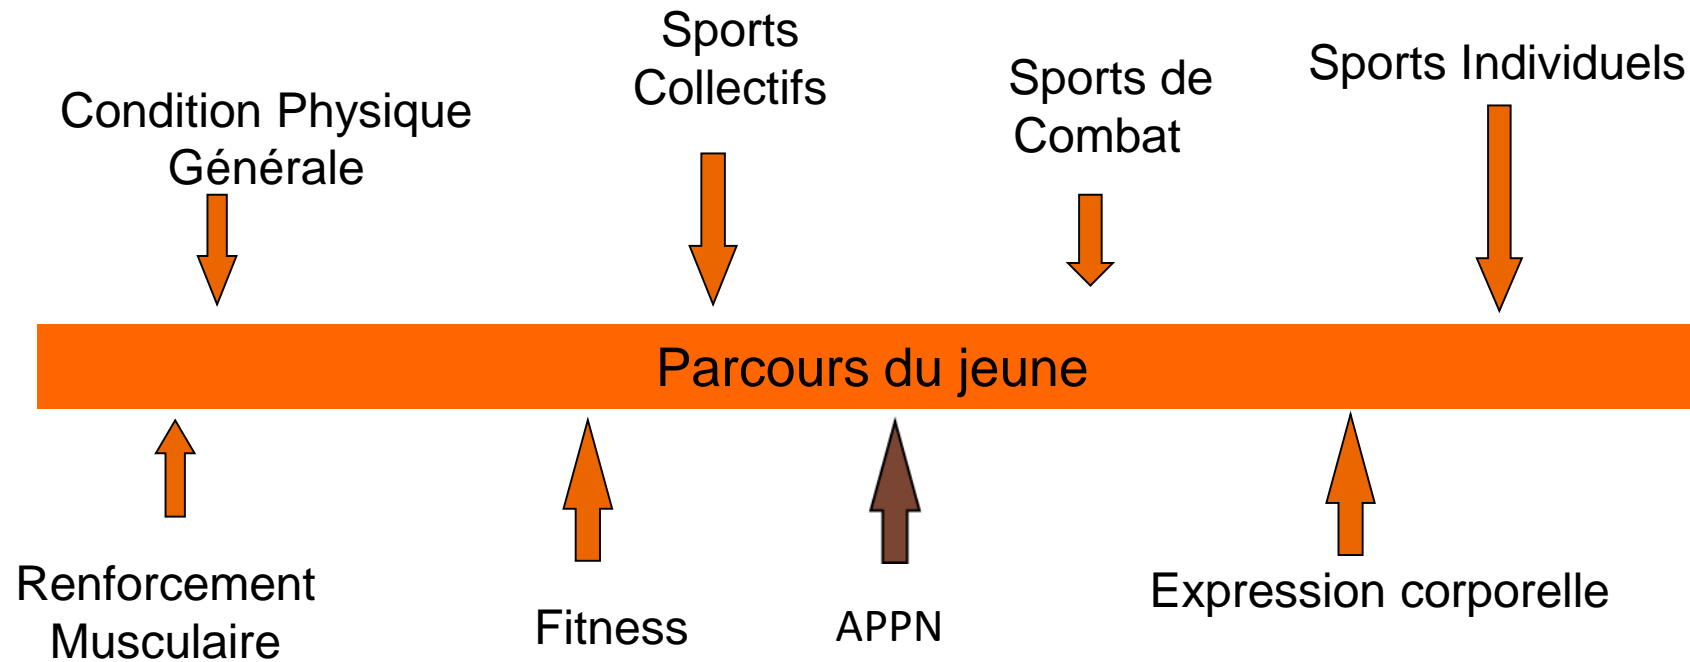 Condition Physique
Générale
Sports
Collectifs
Sports de
Combat
Sports Individuels
Parcours du jeune
Renforcement
Musculaire
Fitness
APPN
Expression corporelle